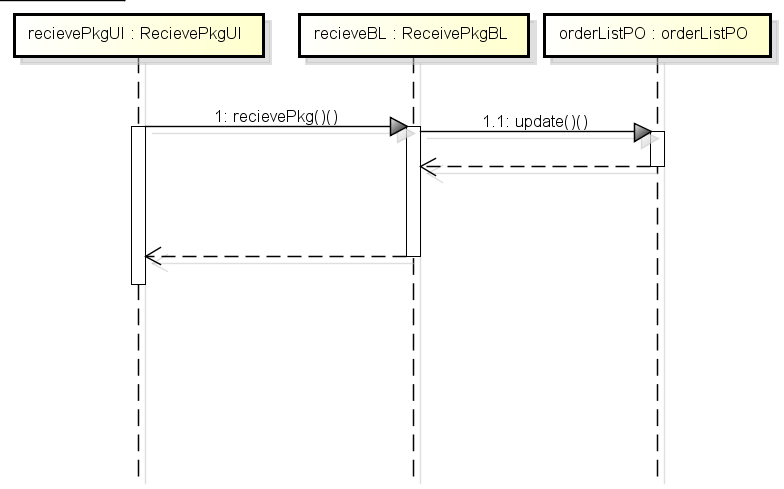 recievePkgUI : RecievePkgUI
recieveBL : ReceivePkgBL
orderListPO : orderListPO
1: recievePkg()()
1.1: update()()